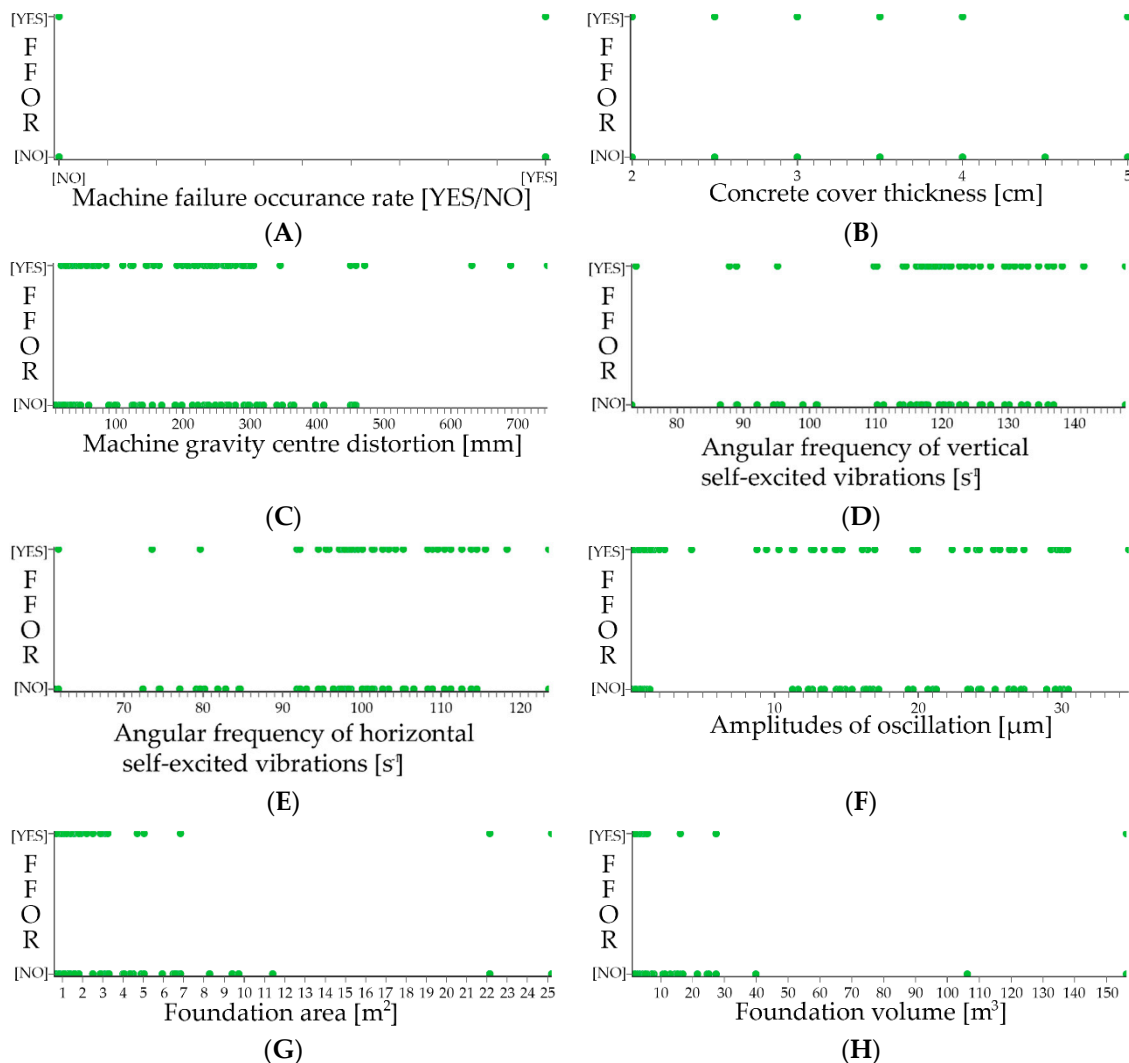 [YES]
F
F
O
R
[NO]
[NO] [YES]
Machine failure occurance rate [YES/NO]
(A)
[YES]
F
F
O
R
[NO]
2 3 4 5
Concrete cover thickness [cm]
(B)
[YES]
F
F
O
R
[NO]
100 200 300 400 500 600 700
Machine gravity centre distortion [mm]
(C)
[YES]
F
F
O
R
[NO]
80 90 100 110 120 130 140
Angular frequency of vertical
self-excited vibrations [s-1]
(D)
[YES]
F
F
O
R
[NO]
70 80 90 100 110 120
Angular frequency of horizontal
self-excited vibrations [s-1]
(E)
[YES]
F
F
O
R
[NO]
10 20 30
Amplitudes of oscillation [µm]
(F)
[YES]
F
F
O
R
[NO]
1 2 3 4 5 6 7 8 9 10 11 12 13 14 15 16 17 18 19 20 21 22 23 24 25
Foundation area [m²]
(G)
[YES]
F
F
O
R
[NO]
10 20 30 40 50 60 70 80 90 100 110 120 130 140 150
Foundation volume [m³]
(H)